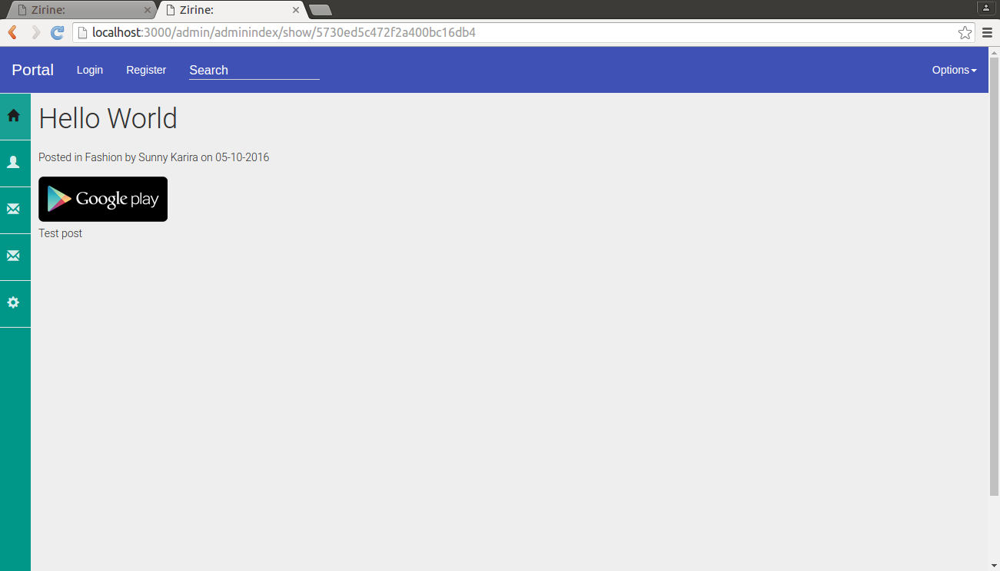 Zirine:
Zirine:
localhost:3000/admin/adminindex/show/5730ed5c472f2a400bc16db4
Portal Login Register Search Options
Hello World
Posted in Fashion by Sunny Karira on 05-10-2016
Google play
Test post